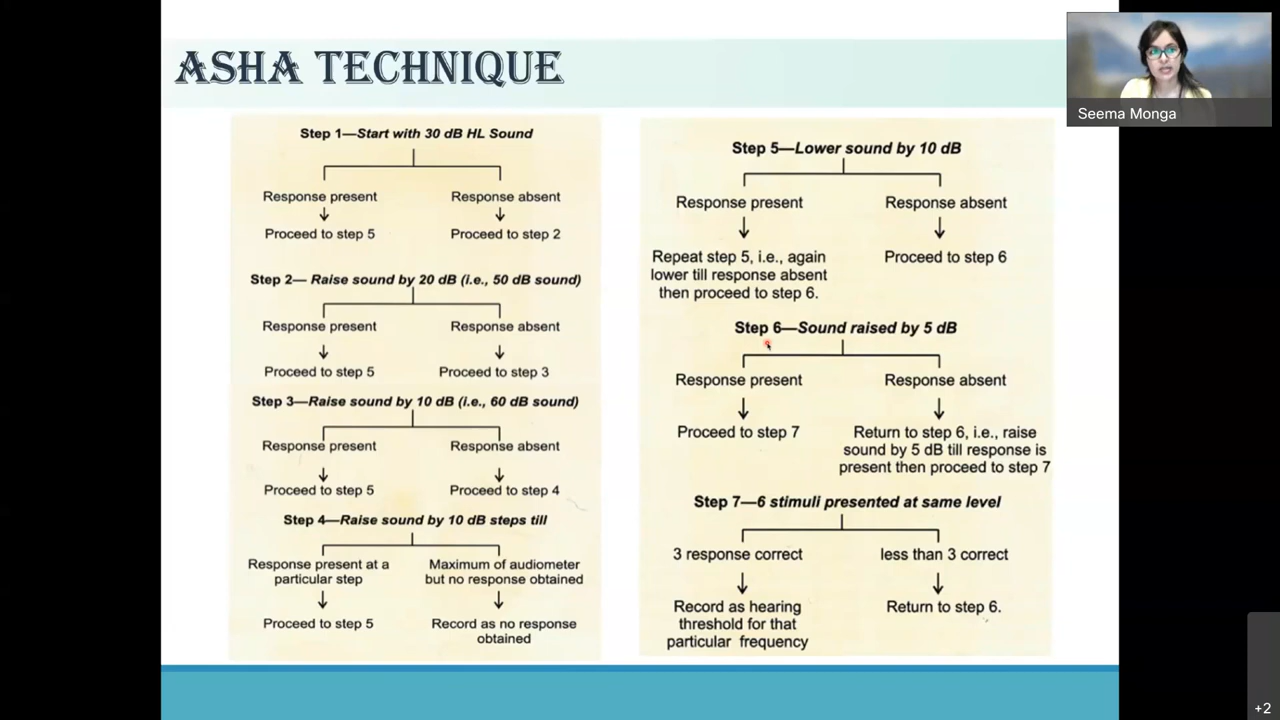 ASHA TECHNIQUE
Seema Monga
Step 1—Start with 30 dB HL Sound
Response present
Response absent
Proceed to step 5
Proceed to step 2
Step 2— Raise sound by 20 dB (i.e., 50 dB sound)
Response present
Response absent
Proceed to step 5
Proceed to step 3
Step 3—Raise sound by 10 dB (i.e., 60 dB sound)
Response present
Response absent
Proceed to step 5
Proceed to step 4
Step 4—Raise sound by 10 dB steps till
Response present at a
particular step
Maximum of audiometer
but no response obtained
Proceed to step 5
Record as no response
obtained
Step 5—Lower sound by 10 dB
Response present
Response absent
Repeat step 5, i.e., again
lower till response absent
then proceed to step 6.
Proceed to step 6
Step 6—Sound raised by 5 dB
Response present
Response absent
Proceed to step 7
Return to step 6, i.e., raise
sound by 5 dB till response is
present then proceed to step 7
Step 7—6 stimuli presented at same level
3 response correct
less than 3 correct
Record as hearing
threshold for that
particular frequency
Return to step 6.
+2